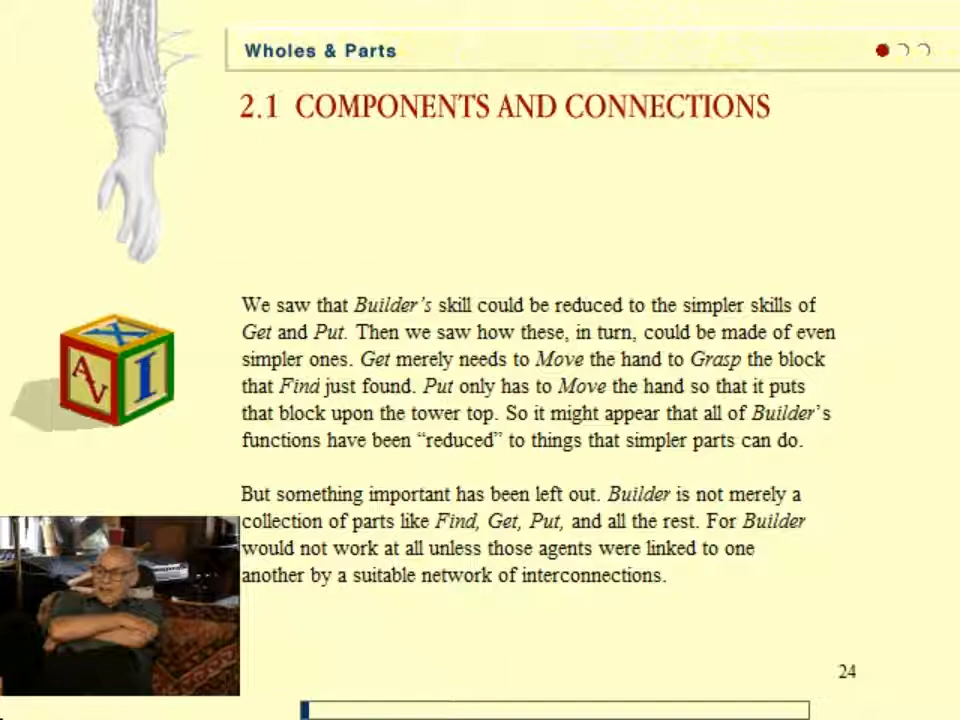 Wholes & Parts
2.1 COMPONENTS AND CONNECTIONS
We saw that Builder’s skill could be reduced to the simpler skills of
Get and Put. Then we saw how these, in turn, could be made of even
simpler ones. Get merely needs to Move the hand to Grasp the block
that Find just found. Put only has to Move the hand so that it puts
that block upon the tower top. So it might appear that all of Builder’s
functions have been “reduced” to things that simpler parts can do.
X
A V
I
But something important has been left out. Builder is not merely a
collection of parts like Find, Get, Put, and all the rest. For Builder
would not work at all unless those agents were linked to one
another by a suitable network of interconnections.
24